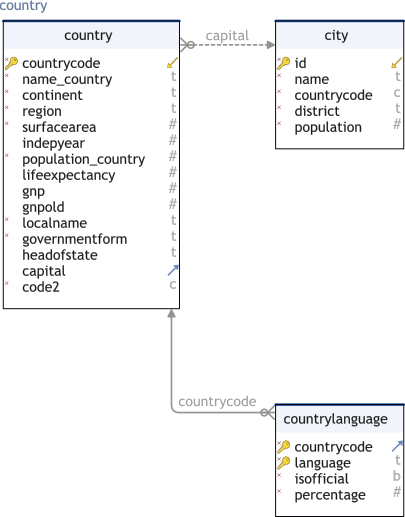 country
country
countrycode
name_country t
continent t
region t
surfacearea #
indepyear #
population_country #
lifeexpectancy #
gnp #
gnpold #
localname t
governmentform t
headofstate t
capital
code2 c
capital
city
id
name t
countrycode c
district t
population #
countrycode
countrylanguage
countrycode
language t
isofficial b
percentage #